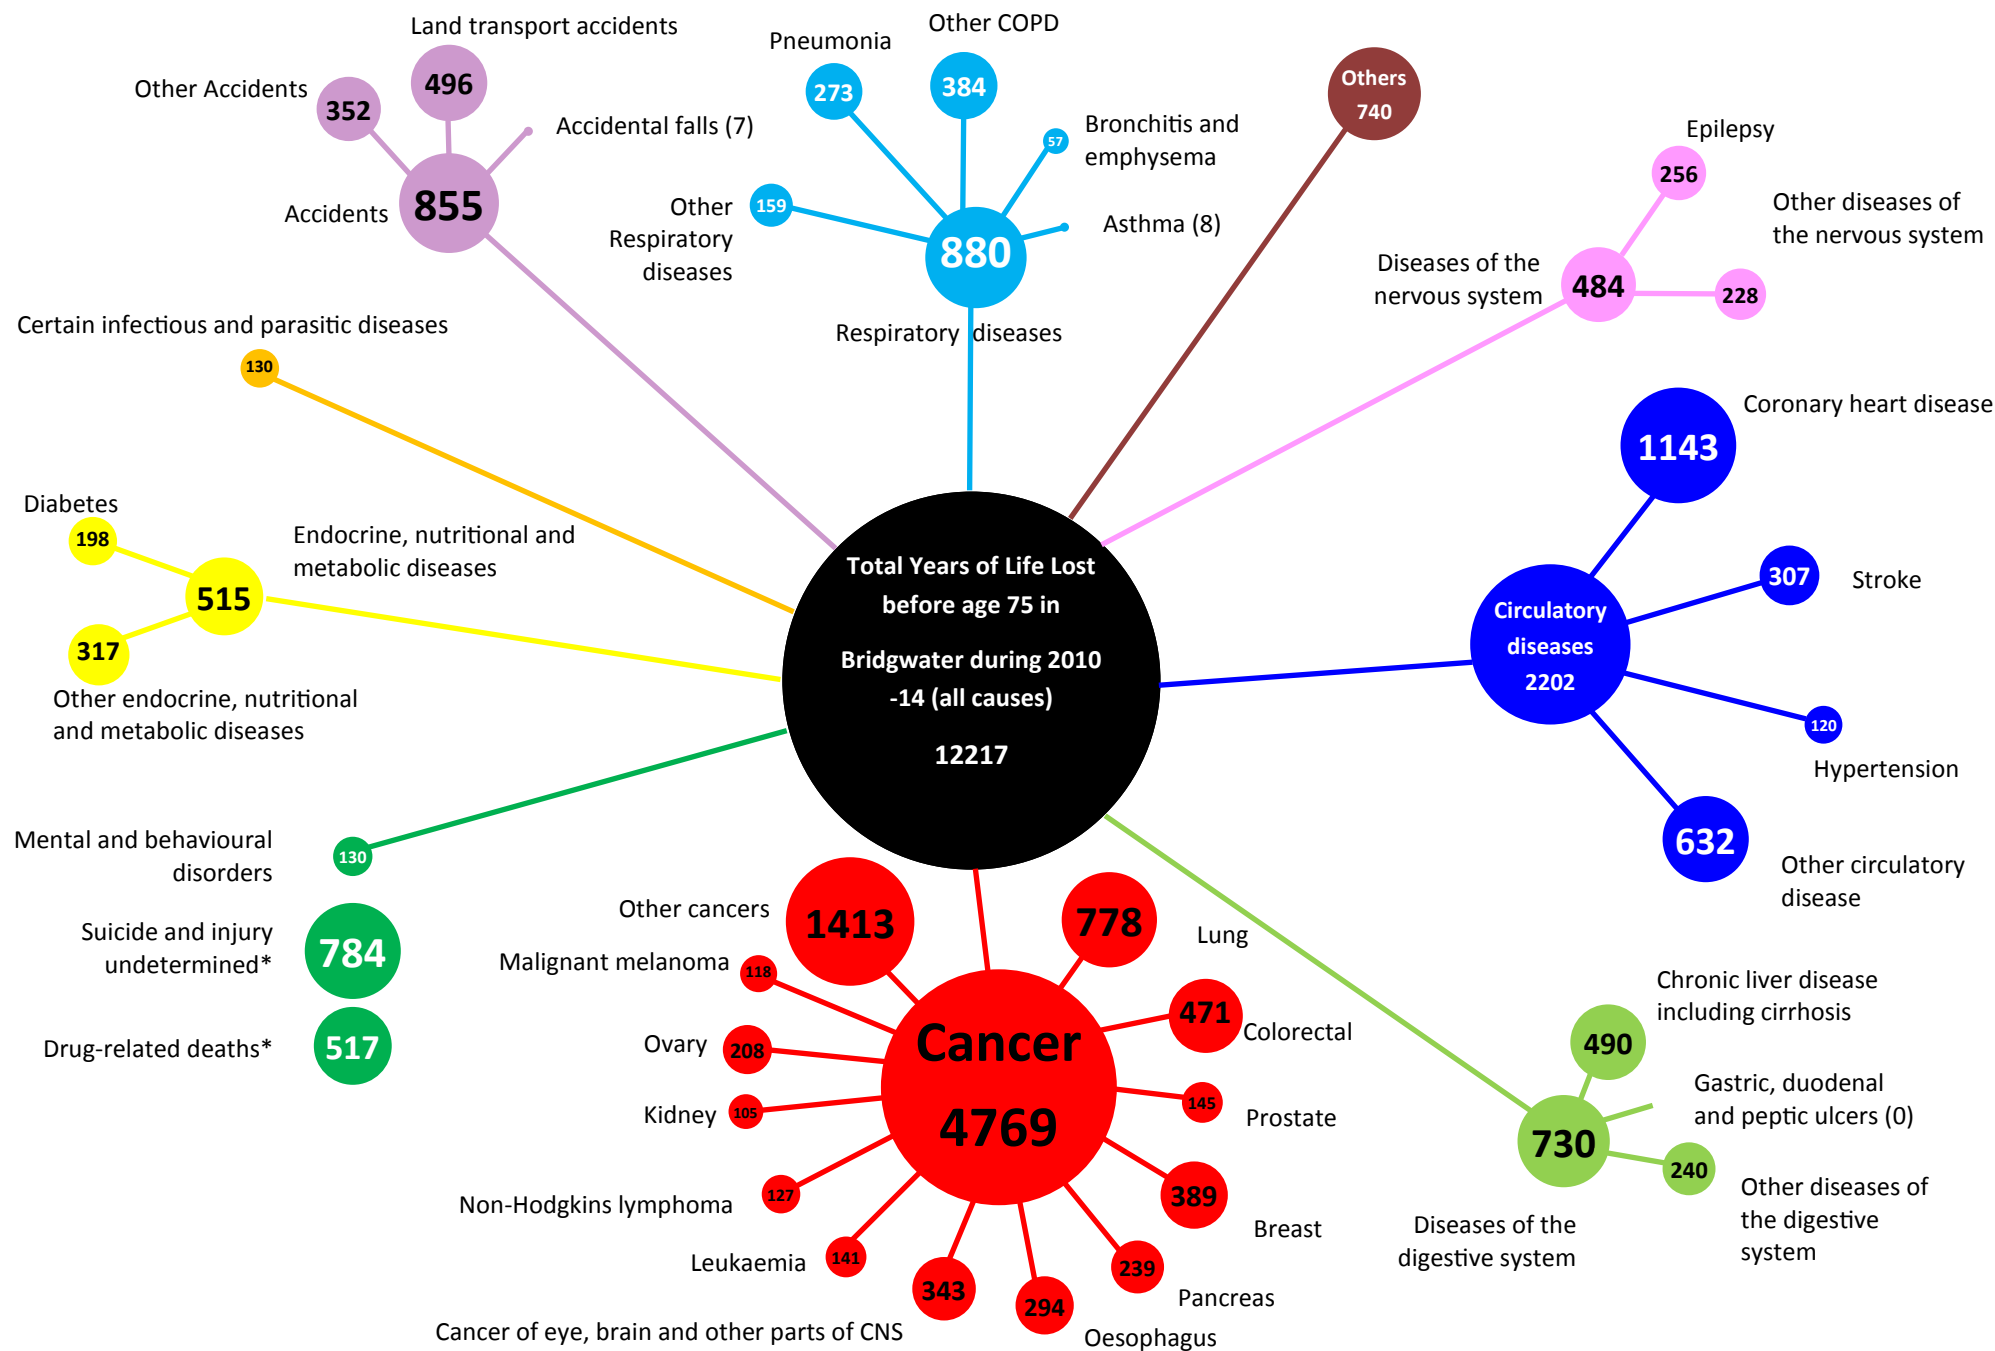 Land transport accidents
496
Other Accidents
352
Accidental falls (7)
Accidents
855
Pneumonia
273
Other COPD
384
57
Bronchitis and
emphysema
159
Other
Respiratory
diseases
Asthma (8)
880
Respiratory diseases
Others
740
Epilepsy
256
Other diseases of
the nervous system
228
Diseases of the
nervous system
484
Certain infectious and parasitic diseases
130
Diabetes
198
Endocrine, nutritional and
metabolic diseases
515
317
Other endocrine, nutritional
and metabolic diseases
Total Years of Life Lost
before age 75 in
Bridgwater during 2010
-14 (all causes)
12217
Coronary heart disease
1143
307
Stroke
Circulatory
diseases
2202
120
Hypertension
632
Other circulatory
disease
Mental and behavioural
disorders
130
Suicide and injury
undetermined*
784
Drug-related deaths*
517
Other cancers
1413
778
Lung
Malignant melanoma
118
471
Colorectal
Ovary
208
Cancer
4769
Kidney
105
145
Prostate
Non-Hodgkins lymphoma
127
389
Breast
Leukaemia
141
239
Pancreas
343
Cancer of eye, brain and other parts of CNS
294
Oesophagus
Chronic liver disease
including cirrhosis
490
Gastric, duodenal
and peptic ulcers (0)
730
240
Other diseases of
the digestive
system
Diseases of the
digestive system